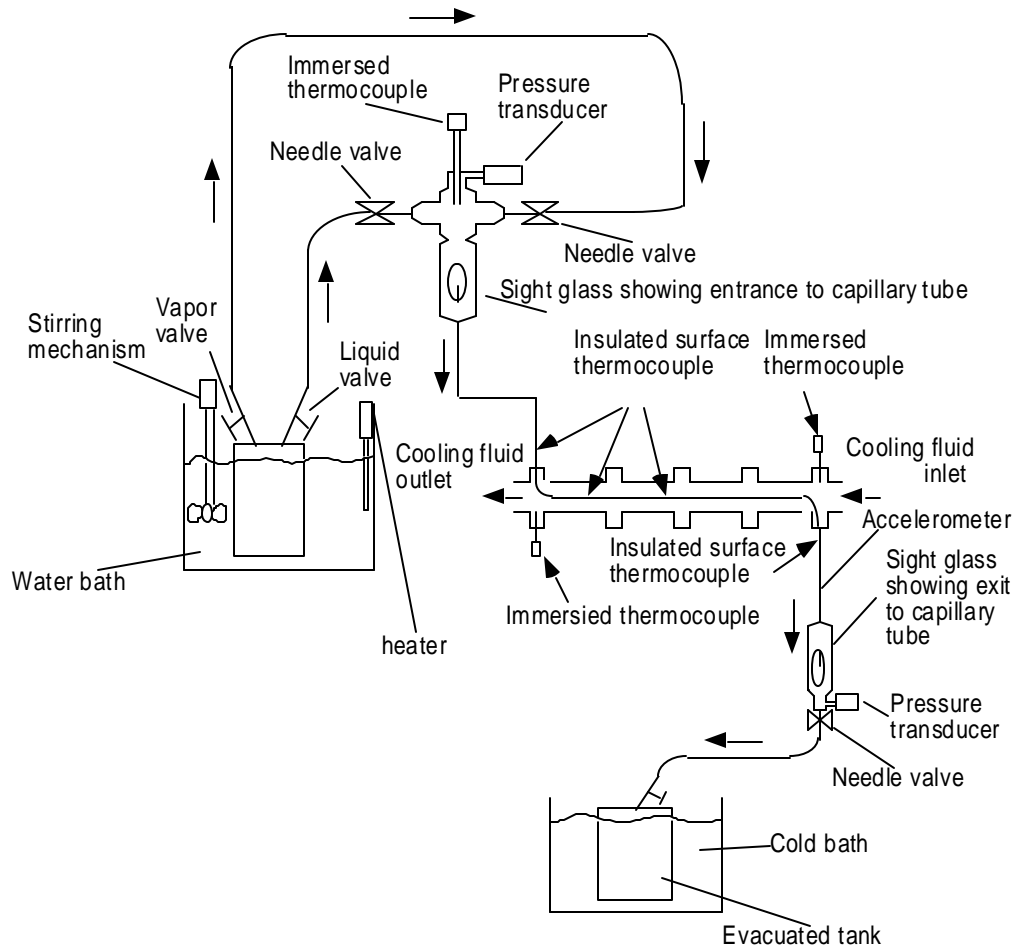 Immersed
thermocouple
Pressure
transducer
Needle valve
Needle valve
Sight glass showing entrance to capillary tube
Vapor
valve
Stirring
mechanism
Liquid
valve
Insulated surface
thermocouple
Immersed
thermocouple
Cooling fluid
outlet
Cooling fluid
inlet
Accelerometer
Insulated surface
thermocouple
Sight glass
showing exit
to capillary
tube
Water bath
Immersied thermocouple
heater
Pressure
transducer
Needle valve
Cold bath
Evacuated tank